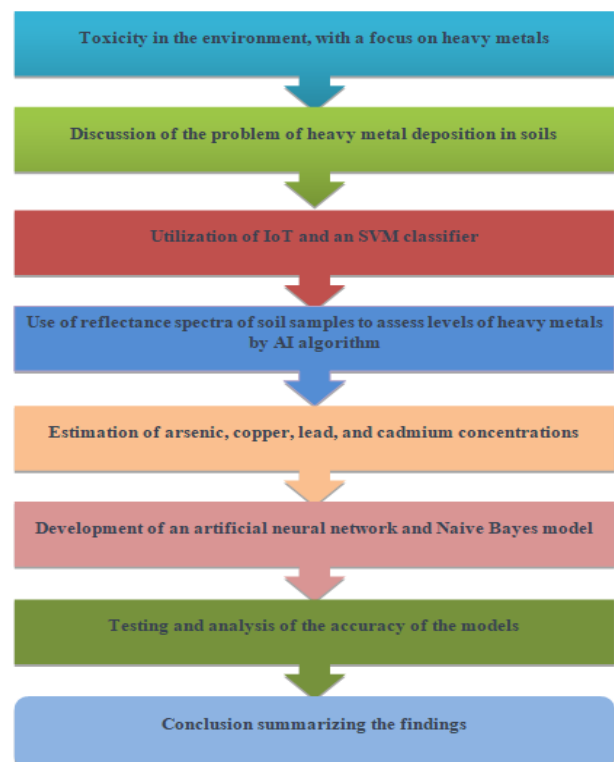 Toxicity in the environment, with a focus on heavy metals
Discussion of the problem of heavy metal deposition in soils
Utilization of IoT and an SVM classifier
Use of reflectance spectra of soil samples to assess levels of heavy metals
by AI algorithm
Estimation of arsenic, copper, lead, and cadmium concentrations
Development of an artificial neural network and Naive Bayes model
Testing and analysis of the accuracy of the models
Conclusion summarizing the findings